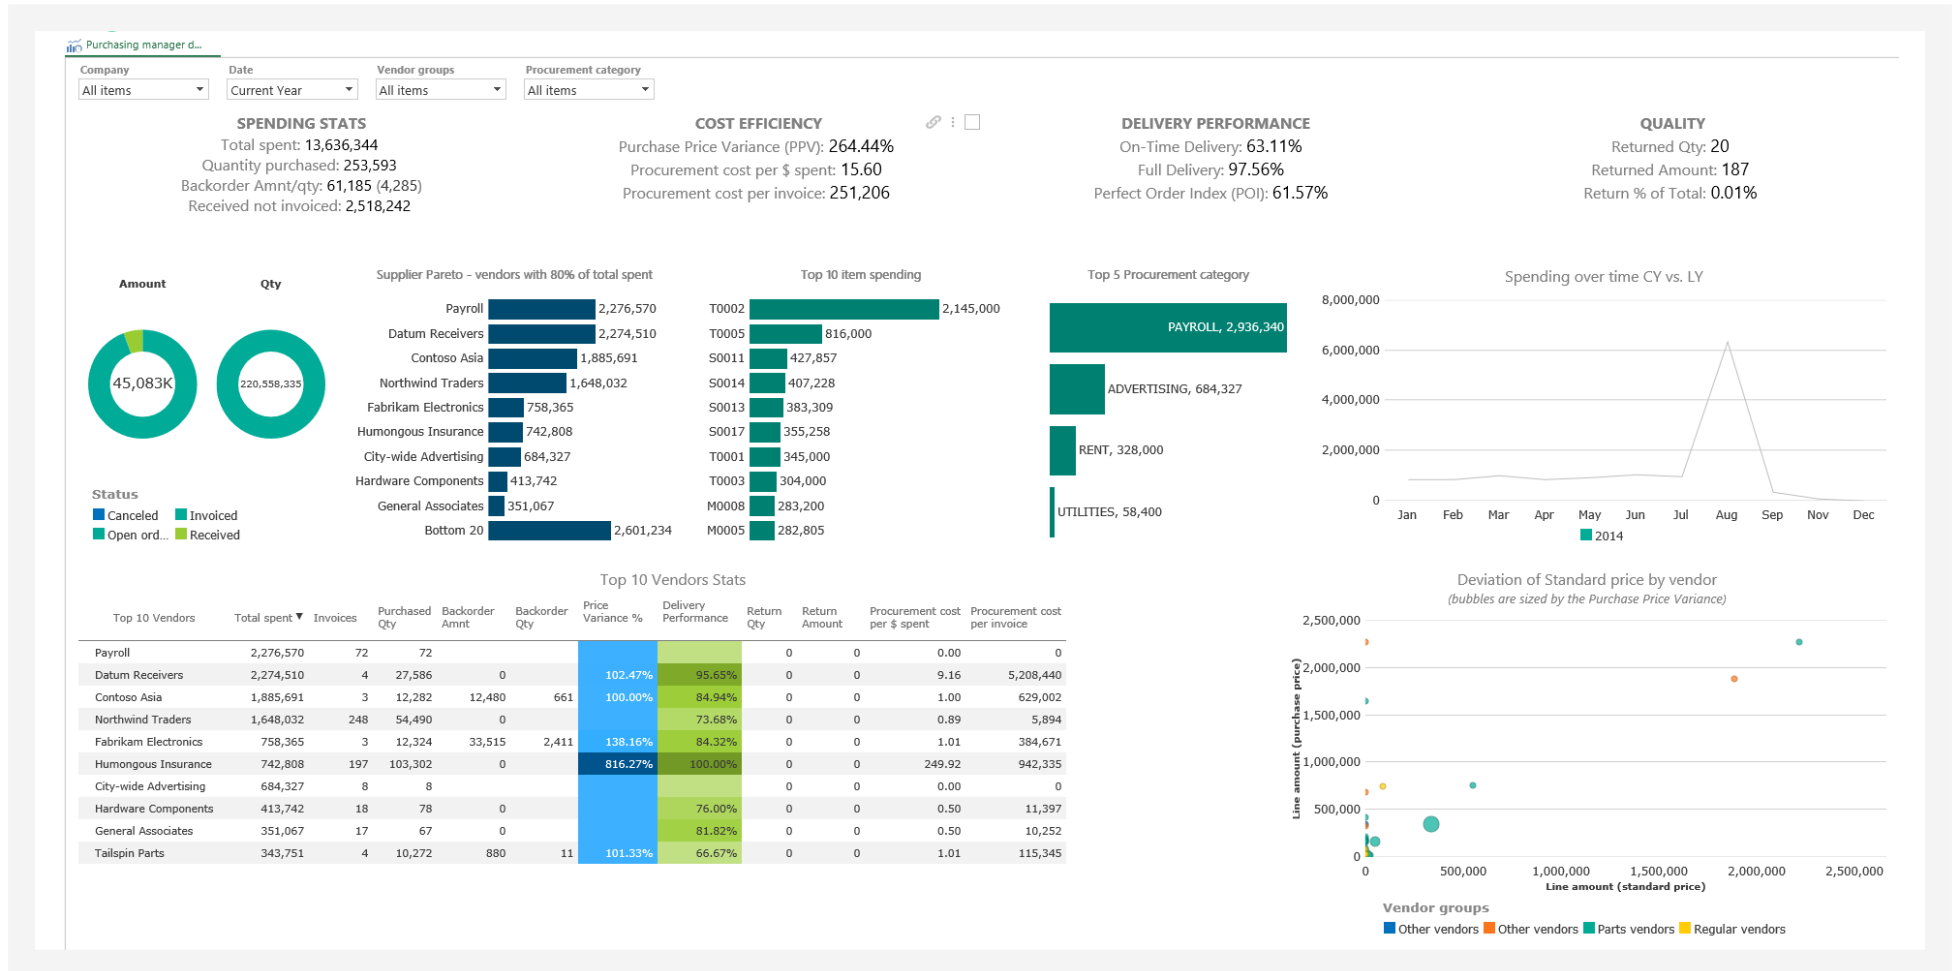 Purchasing manager d...
Company Date Vendor groups Procurement category
All items Current Year All items All items
SPENDING STATS
Total spent: 13,636,344
Quantity purchased: 253,593
Backorder Amnt/qty: 61,185 (4,285)
Received not invoiced: 2,518,242
COST EFFICIENCY
Purchase Price Variance (PPV): 264.44%
Procurement cost per $ spent: 15.60
Procurement cost per invoice: 251,206
DELIVERY PERFORMANCE
On-Time Delivery: 63.11%
Full Delivery: 97.56%
Perfect Order Index (POI): 61.57%
QUALITY
Returned Qty: 20
Returned Amount: 187
Return % of Total: 0.01%
Amount Qty
45,083K 220,558,335
Status
Canceled Invoiced
Open ord... Received
Supplier Pareto - vendors with 80% of total spent
Payroll 2,276,570
Datum Receivers 2,274,510
Contoso Asia 1,885,691
Northwind Traders 1,648,032
Fabrikam Electronics 758,365
Humongous Insurance 742,808
City-wide Advertising 684,327
Hardware Components 413,742
General Associates 351,067
Bottom 20 2,601,234
Top 10 item spending
T0002 2,145,000
T0005 816,000
S0011 427,857
S0014 407,228
S0013 383,309
S0017 355,258
T0001 345,000
T0003 304,000
M0008 283,200
M0005 282,805
Top 5 Procurement category
PAYROLL, 2,936,340
ADVERTISING, 684,327
RENT, 328,000
UTILITIES, 58,400
Spending over time CY vs. LY
8,000,000
6,000,000
4,000,000
2,000,000
0
Jan Feb Mar Apr May Jun Jul Aug Sep Nov Dec
2014
Top 10 Vendors Stats
Top 10 Vendors Total spent Invoices Purchased Qty Backorder Amnt Backorder Qty Price Variance % Delivery Performance Return Qty Return Amount Procurement cost per $ spent Procurement cost per invoice
Payroll 2,276,570 72 72 0 0 0.00 0
Datum Receivers 2,274,510 4 27,586 0 102.47% 95.65% 0 0 9.16 5,208,440
Contoso Asia 1,885,691 3 12,282 12,480 661 100.00% 84.94% 0 0 1.00 629,002
Northwind Traders 1,648,032 248 54,490 0 73.68% 0 0 0.89 5,894
Fabrikam Electronics 758,365 3 12,324 33,515 2,411 138.16% 84.32% 0 0 1.01 384,671
Humongous Insurance 742,808 197 103,302 0 816.27% 100.00% 0 0 249.92 942,335
City-wide Advertising 684,327 8 8 0 0 0.00 0
Hardware Components 413,742 18 78 0 76.00% 0 0 0.50 11,397
General Associates 351,067 17 67 0 81.82% 0 0 0.50 10,252
Tailspin Parts 343,751 4 10,272 880 11 101.33% 66.67% 0 0 1.01 115,345
Deviation of Standard price by vendor
(bubbles are sized by the Purchase Price Variance)
Line amount (purchase price)
2,500,000
2,000,000
1,500,000
1,000,000
500,000
0
0 500,000 1,000,000 1,500,000 2,000,000 2,500,000
Line amount (standard price)
Vendor groups
Other vendors Other vendors Parts vendors Regular vendors